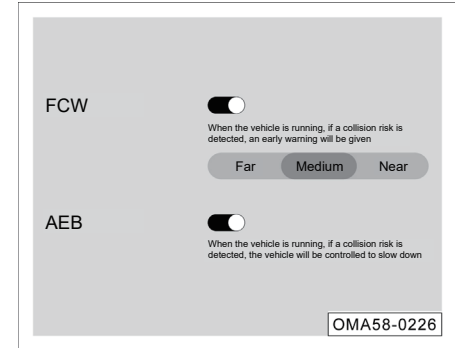 FCW
When the vehicle is running, if a collision risk is
detected, an early warning will be given
Far Medium Near
AEB
When the vehicle is running, if a collision risk is
detected, the vehicle will be controlled to slow down
OMA58-0226